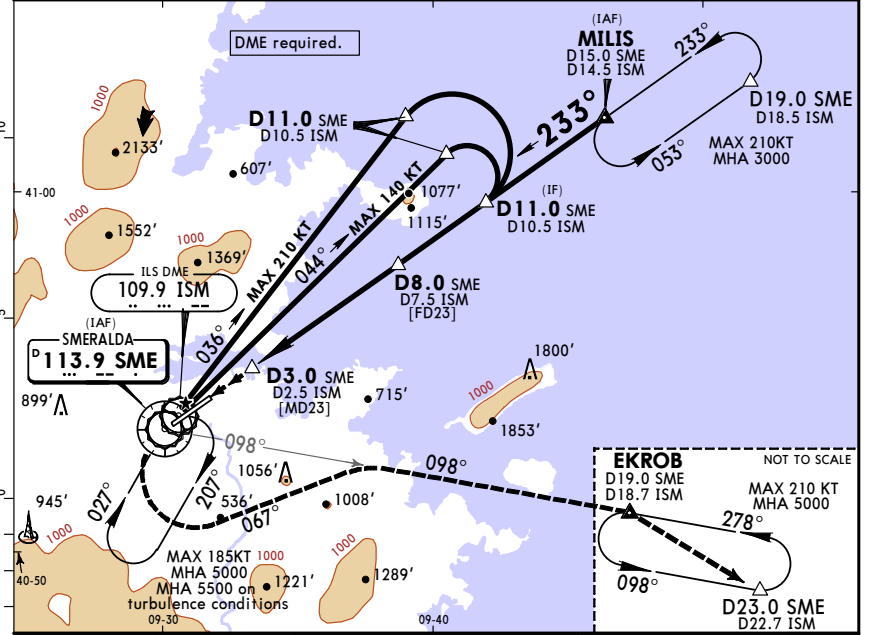 DME required.
(IAF)
MILIS
D15.0 SME
D14.5 ISM
233°
D19.0 SME
D18.5 ISM
MAX 210KT
MHA 3000
053°
1000
2133'
D11.0 SME
D10.5 ISM
233°
607'
41-00
1077'
1115'
(IF)
D11.0 SME
D10.5 ISM
1000
1552'
1000
1369'
MAX 210 KT
036°
MAX 140 KT
044°
D8.0 SME
D7.5 ISM
[FD23]
ILS DME
109.9 ISM
(IAF)
SMERALDA
D 113.9 SME
D3.0 SME
D2.5 ISM
[MD23]
1800'
1000
1853'
715'
899'
098°
1056'
098°
027°
207°
536'
067°
1008'
945'
1000
40-50
MAX 185KT
MHA 5000
MHA 5500 on
turbulence conditions
1000
1221'
1000
1289'
09-30
09-40
EKROB
D19.0 SME
D18.7 ISM
NOT TO SCALE
MAX 210 KT
MHA 5000
278°
098°
D23.0 SME
D22.7 ISM